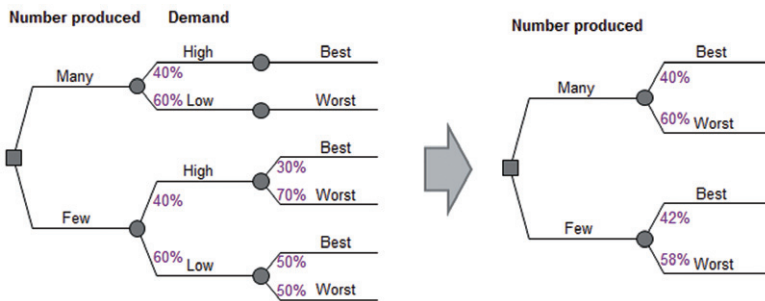 Number produced Demand
High Best
40%
Many
60% Low Worst
Best
High 30%
70% Worst
40%
Few
Best
60% 50%
Low
50% Worst
Number produced
Best
40%
Many
60% Worst
Best
42%
Few
58% Worst